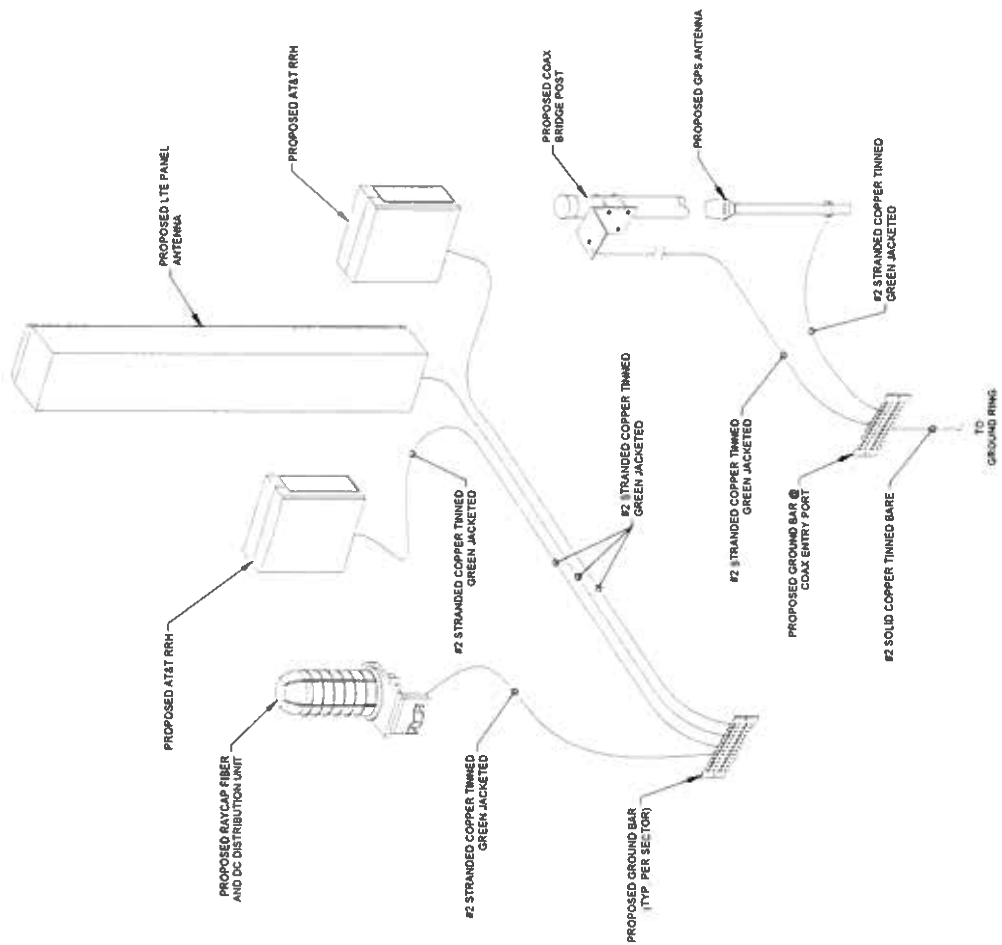 PROPOSED RAYCAP FIBER
AND DC DISTRIBUTION UNIT
PROPOSED AT&T RRH
PROPOSED LTE PANEL
ANTENNA
PROPOSED AT&T RRH
#2 STRANDED COPPER TINNED
GREEN JACKETED
#2 STRANDED COPPER TINNED
GREEN JACKETED
#2 STRANDED COPPER TINNED
GREEN JACKETED
PROPOSED GROUND BAR
(TYP. PER SECTOR)
PROPOSED COAX
BRIDGE POST
PROPOSED GPS ANTENNA
#2 STRANDED COPPER TINNED
GREEN JACKETED
#2 STRANDED COPPER TINNED
GREEN JACKETED
PROPOSED GROUND BAR @
COAX ENTRY PORT
#2 SOLID COPPER TINNED BARE
TO
GROUND RING